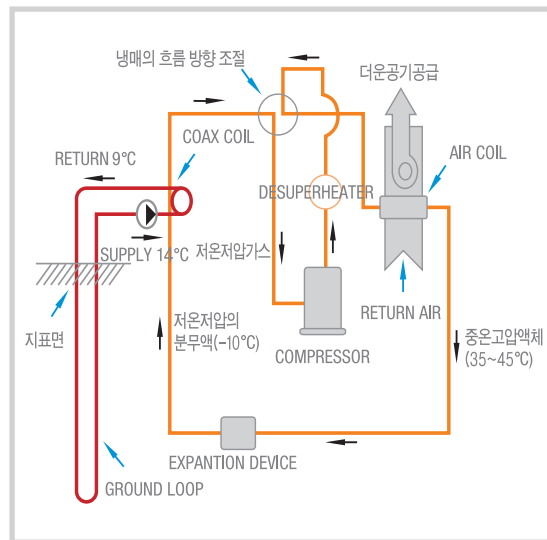 냉매의 흐름 방향 조절
더운공기공급
COAX COIL
RETURN 9°C
AIR COIL
DESUPERHEATER
SUPPLY 14°C
저온저압가스
지표면
저온저압의
분무액(-10°C)
COMPRESSOR
RETURN AIR
중온고압액체
(35~45°C)
EXPANTION DEVICE
GROUND LOOP